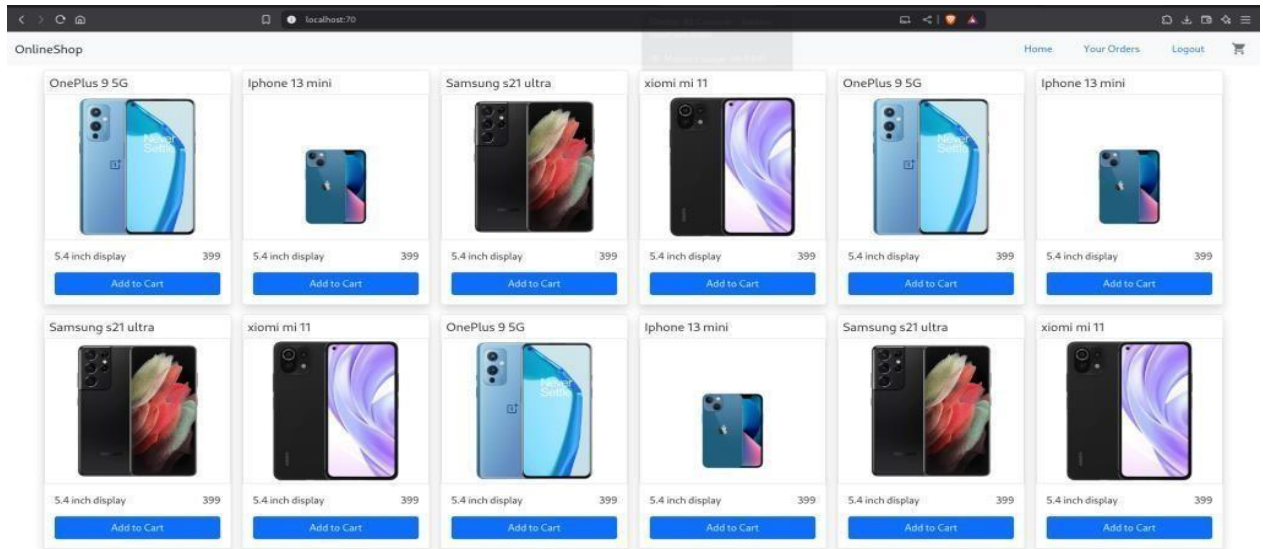 localhost:70
OnlineShop Home Your Orders Logout
OnePlus 9 5G Iphone 13 mini Samsung s21 ultra xiomi mi 11 OnePlus 9 5G Iphone 13 mini
Never Never
Settle Settle
5.4 inch display 399 5.4 inch display 399 5.4 inch display 399 5.4 inch display 399 5.4 inch display 399 5.4 inch display 399
Add to Cart Add to Cart Add to Cart Add to Cart Add to Cart Add to Cart
Samsung s21 ultra xiomi mi 11 OnePlus 9 5G Iphone 13 mini Samsung s21 ultra xiomi mi 11
Never
Settle
5.4 inch display 399 5.4 inch display 399 5.4 inch display 399 5.4 inch display 399 5.4 inch display 399 5.4 inch display 399
Add to Cart Add to Cart Add to Cart Add to Cart Add to Cart Add to Cart